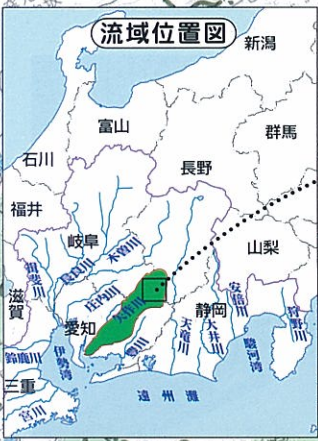 流域位置図
新潟
富山
群馬
石川
長野
福井
岐阜
木曽川
長良川
揖斐川
山梨
滋賀
庄内川
矢作川
静岡
安倍川
狩野川
愛知
豊川
天竜川
大井川
駿河湾
鈴鹿川
伊勢湾
三重
宮川
遠州灘